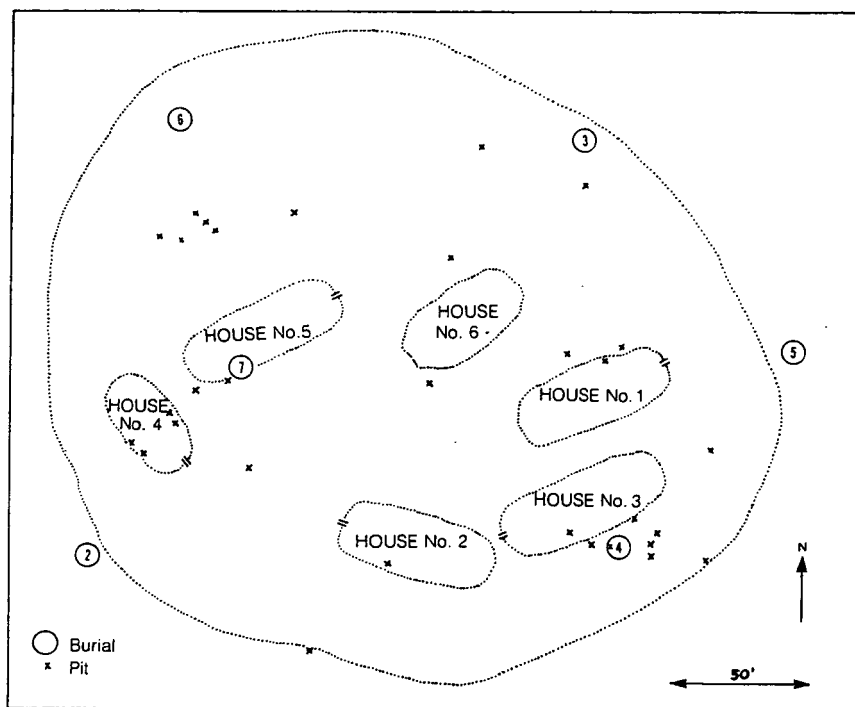 6
3
HOUSE No. 5
HOUSE
No. 6
5
7
HOUSE No. 1
HOUSE
No. 4
HOUSE No. 3
HOUSE No. 2
4
2
N
Burial
x Pit
50'